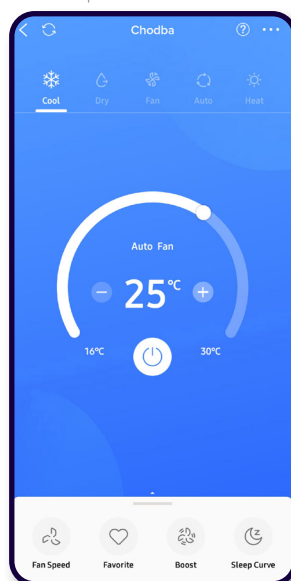 Chodba
Cool Dry Fan Auto Heat
Auto Fan
25°C
16°C 30°C
Fan Speed Favorite Boost Sleep Curve